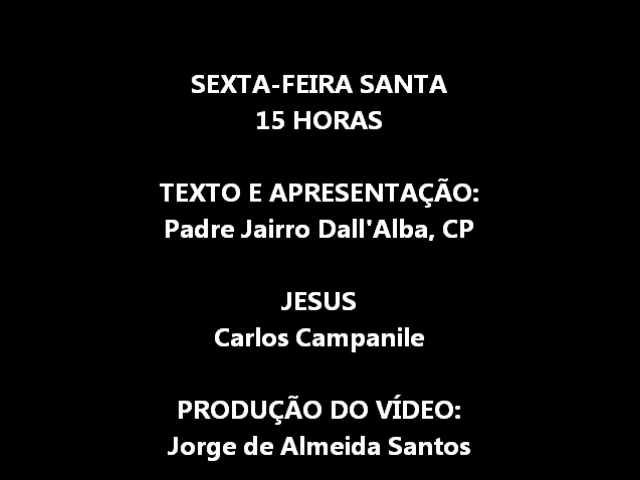 SEXTA-FEIRA SANTA
15 HORAS
TEXTO E APRESENTAÇÃO:
Padre Jairro Dall'Alba, CP
JESUS
Carlos Campanile
PRODUÇÃO DO VÍDEO:
Jorge de Almeida Santos